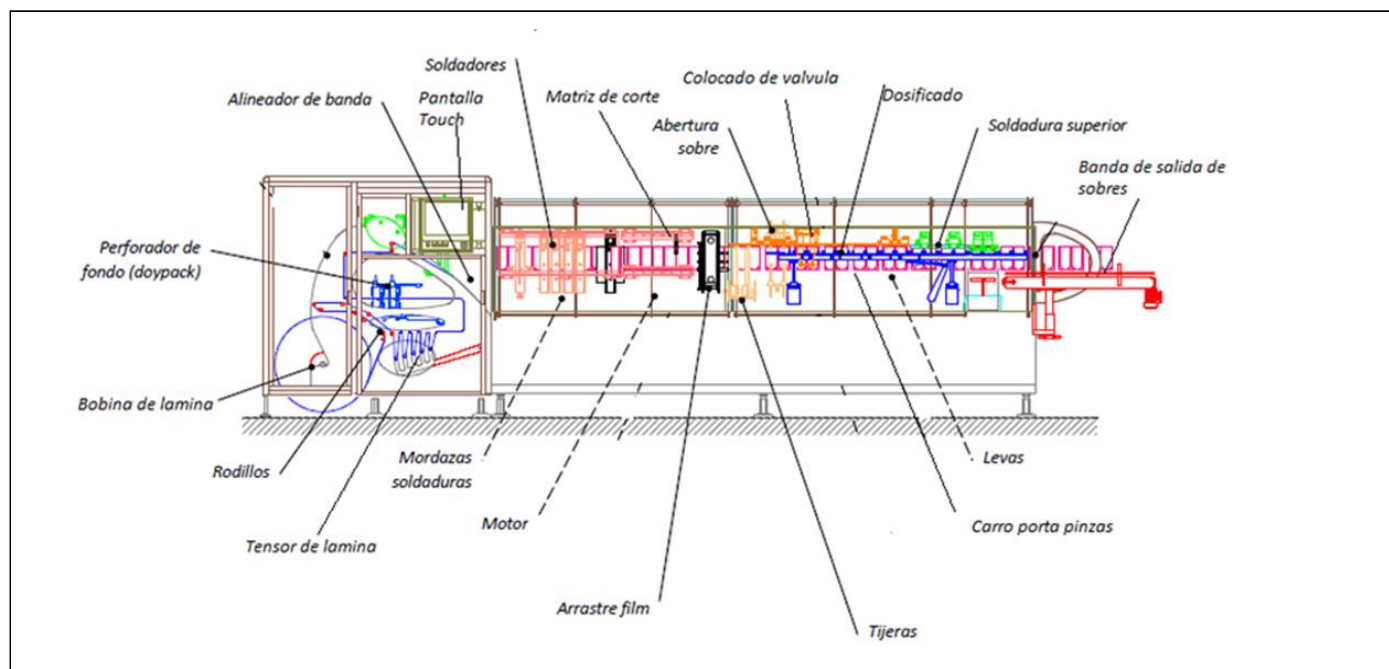 Soldadores
Alineador de banda
Pantalla
Touch
Matriz de corte
Colocado de valvula
Dosificado
Abertura
sobre
Soldadura superior
Banda de salida de
sobres
Perforador de
fondo (doypack)
Bobina de lamina
Rodillos
Mordazas
soldaduras
Levas
Motor
Carro porta pinzas
Tensor de lamina
Arrastre film
Tijeras